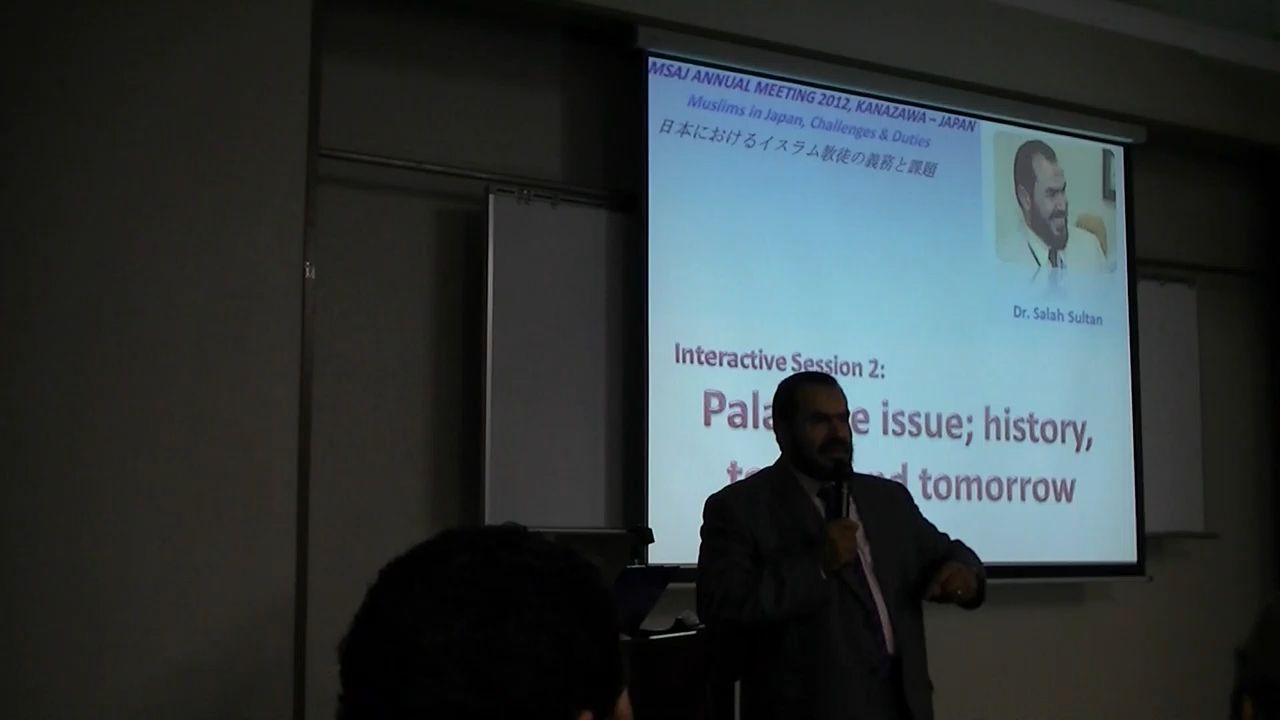 MSAJ ANNUAL MEETING 2012, KANAZAWA – JAPAN
Muslims in Japan, Challenges & Duties
日本におけるイスラム教徒の義務と課題
Dr. Salah Sultan
Interactive Session 2:
issue; history,
tomorrow